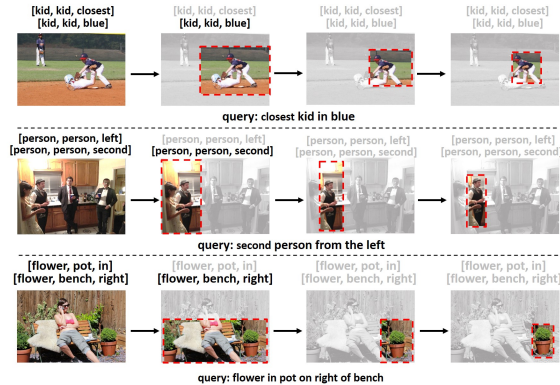 [kid, kid, closest]
[kid, kid, blue]
[kid, kid, closest]
[kid, kid, blue]
[kid, kid, closest]
[kid, kid, blue]
[kid, kid, closest]
[kid, kid, blue]
query: closest kid in blue
[person, person, left]
[person, person, second]
[person, person, left]
[person, person, second]
[person, person, left]
[person, person, second]
[person, person, left]
[person, person, second]
query: second person from the left
[flower, pot, in]
[flower, bench, right]
[flower, pot, in]
[flower, bench, right]
[flower, pot, in]
[flower, bench, right]
[flower, pot, in]
[flower, bench, right]
query: flower in pot on right of bench